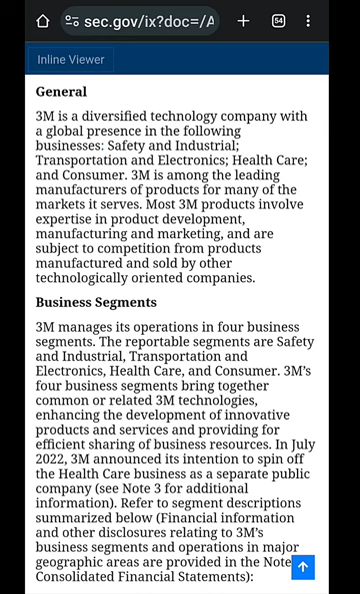 sec.gov/ix?doc=/A
54
Inline Viewer
General
3M is a diversified technology company with
a global presence in the following
businesses: Safety and Industrial;
Transportation and Electronics; Health Care;
and Consumer. 3M is among the leading
manufacturers of products for many of the
markets it serves. Most 3M products involve
expertise in product development,
manufacturing and marketing, and are
subject to competition from products
manufactured and sold by other
technologically oriented companies.
Business Segments
3M manages its operations in four business
segments. The reportable segments are Safety
and Industrial, Transportation and
Electronics, Health Care, and Consumer. 3M’s
four business segments bring together
common or related 3M technologies,
enhancing the development of innovative
products and services and providing for
efficient sharing of business resources. In July
2022, 3M announced its intention to spin off
the Health Care business as a separate public
company (see Note 3 for additional
information). Refer to segment descriptions
summarized below (Financial information
and other disclosures relating to 3M’s
business segments and operations in major
geographic areas are provided in the Note
Consolidated Financial Statements):